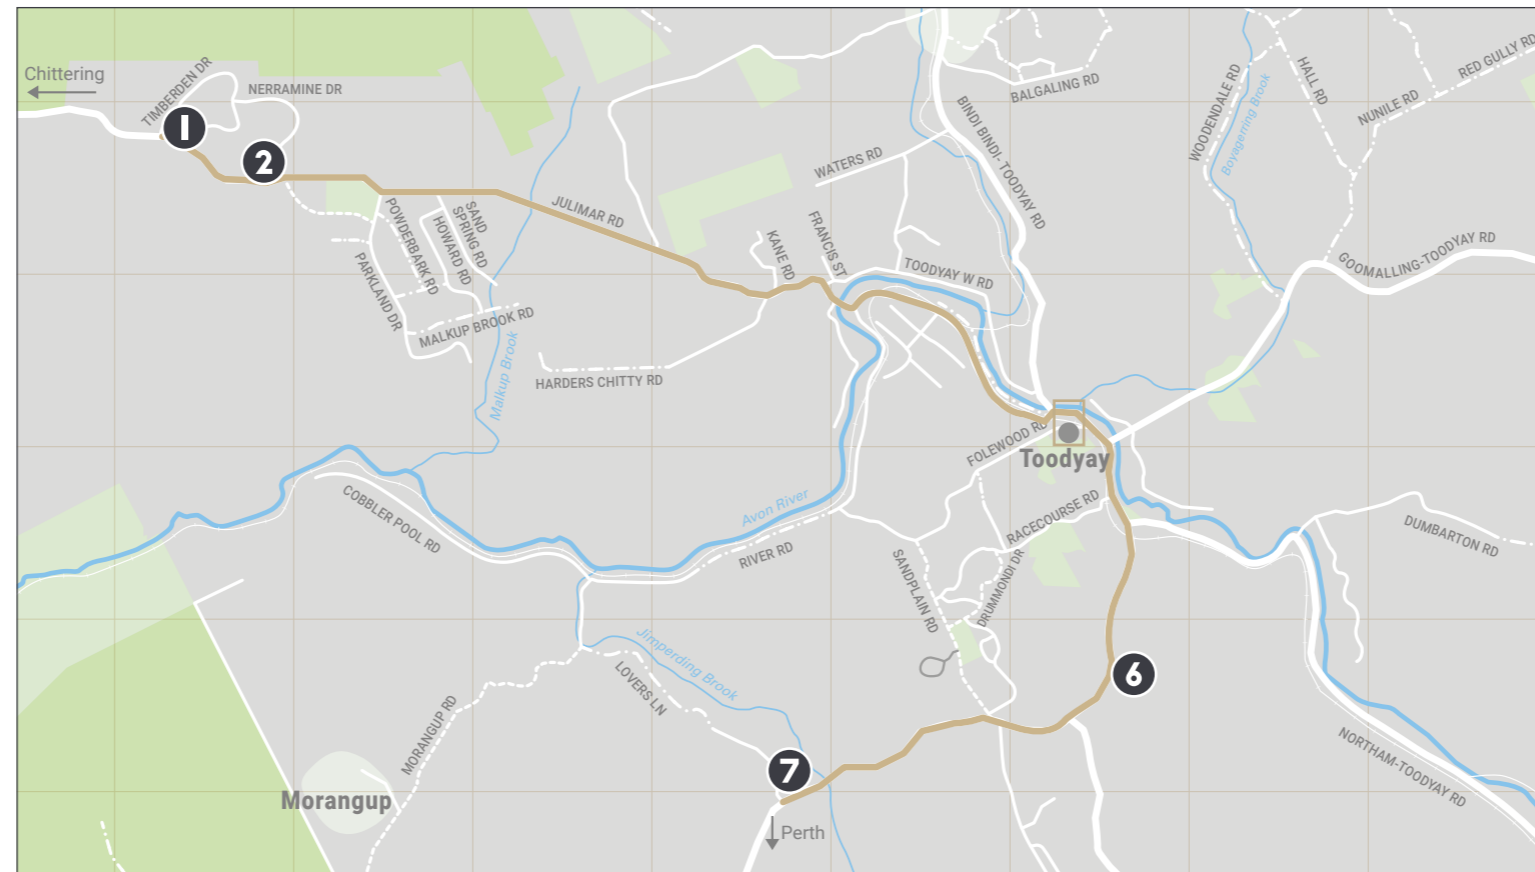 Chittering
TIMBERDEN DR
NERRAMINE DR
1
2
BALGALING RD
BINDI BINDI- TOODYAY RD
WOODENDALE RD
Boyagerring Brook
HALL RD
NUNILE RD
RED GULLY RD
WATERS RD
JULIMAR RD
POWDERBARK RD
HOWARD RD
SAND
SPRING RD
PARKLAND DR
MALKUP BROOK RD
Malkup Brook
KANE RD
FRANCIS ST
TOODYAY W RD
GOOMALLING-TOODYAY RD
HARDERS CHITTY RD
FOLEWOOD RD
Toodyay
COBBLER POOL RD
Avon River
RIVER RD
RACECOURSE RD
DUMBARTON RD
SANDPLAIN RD
DRUMMONDI DR
Jimperding Brook
LOVERS LN
MORANGUP RD
6
7
NORTHAM-TOODYAY RD
Morangup
Perth